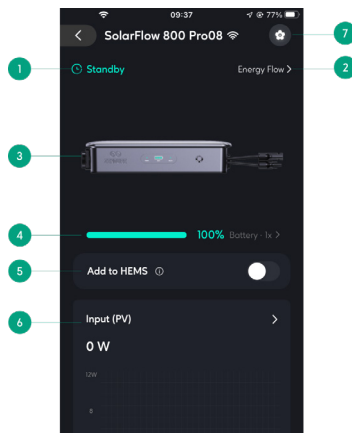 09:37
77%
SolarFlow 800 Pro08
7
1
Standby
Energy Flow >
2
3
4
100% Battery · 1x >
5
Add to HEMS
6
Input (PV) >
0 W
12W
8